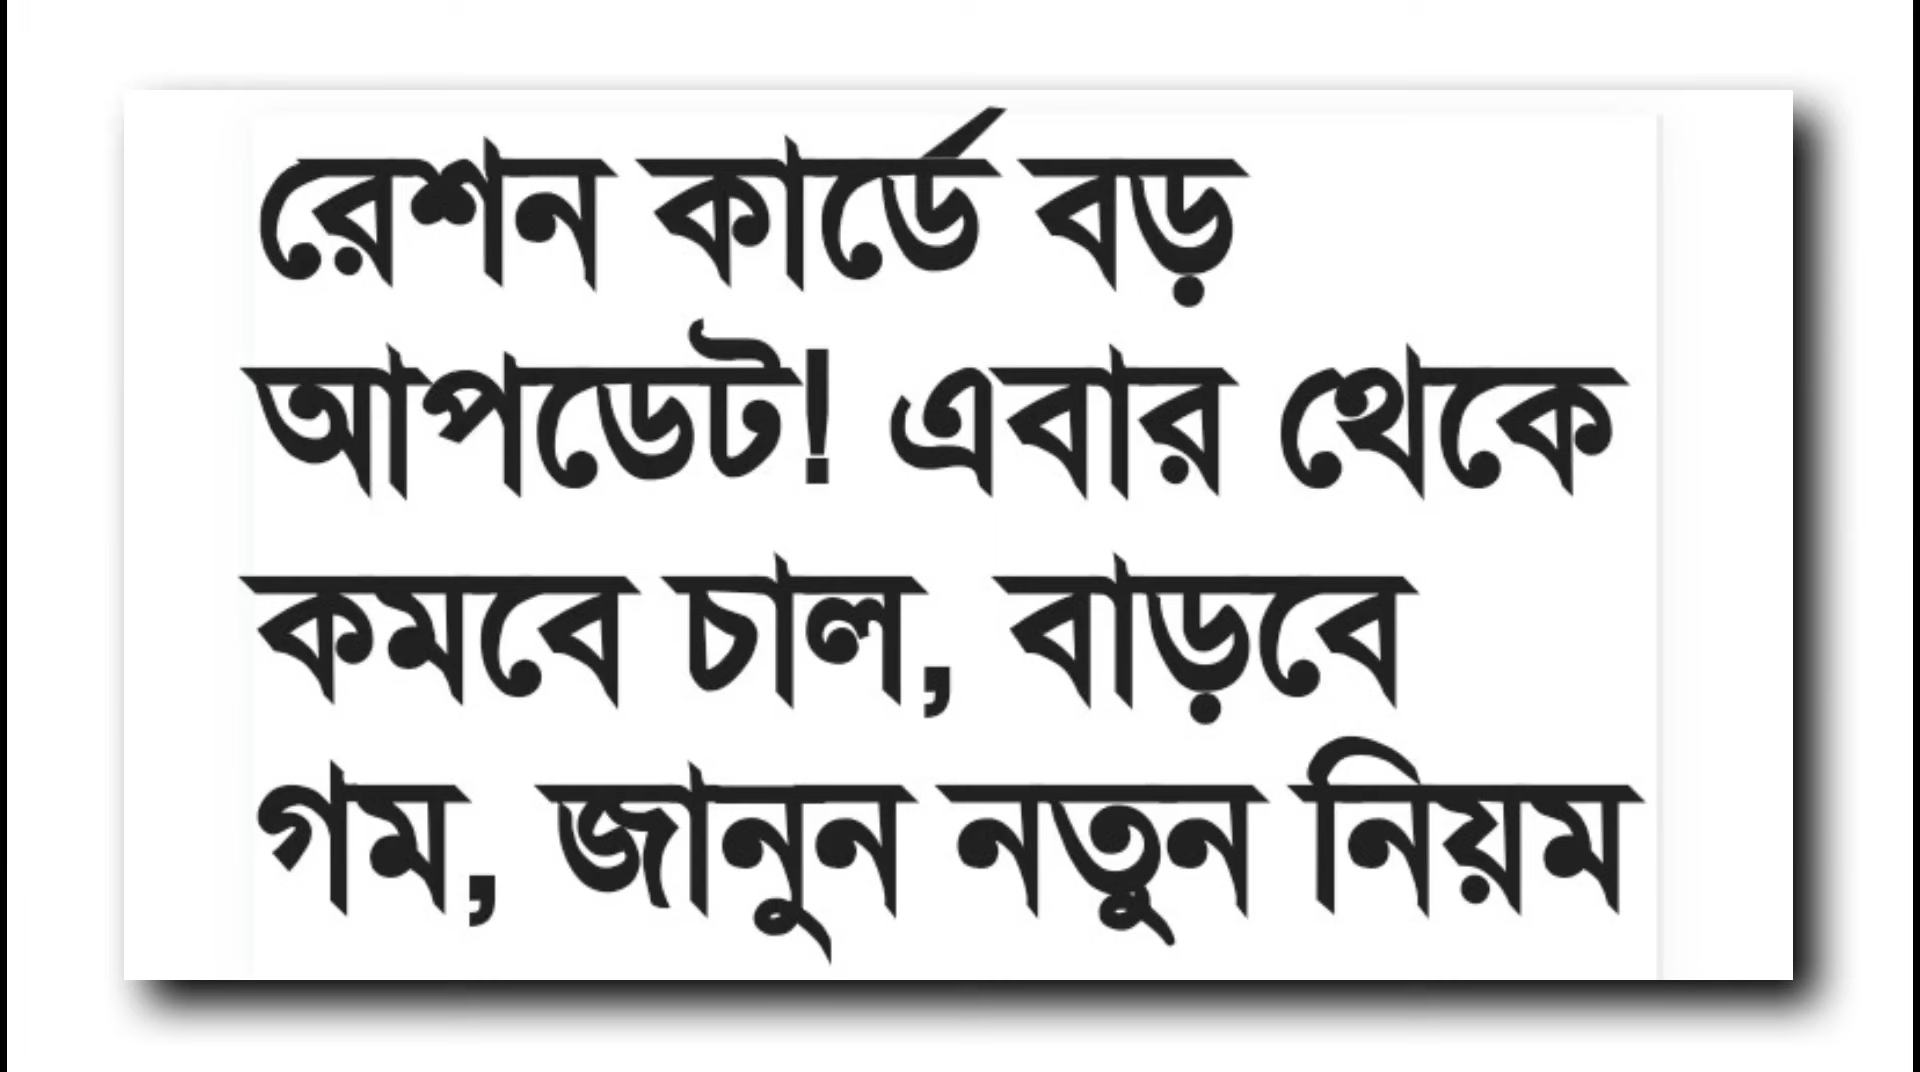 রেশন কার্ডে বড়
আপডেট! এবার থেকে
কমবে চাল, বাড়বে
গম, জানুন নতুন নিয়ম